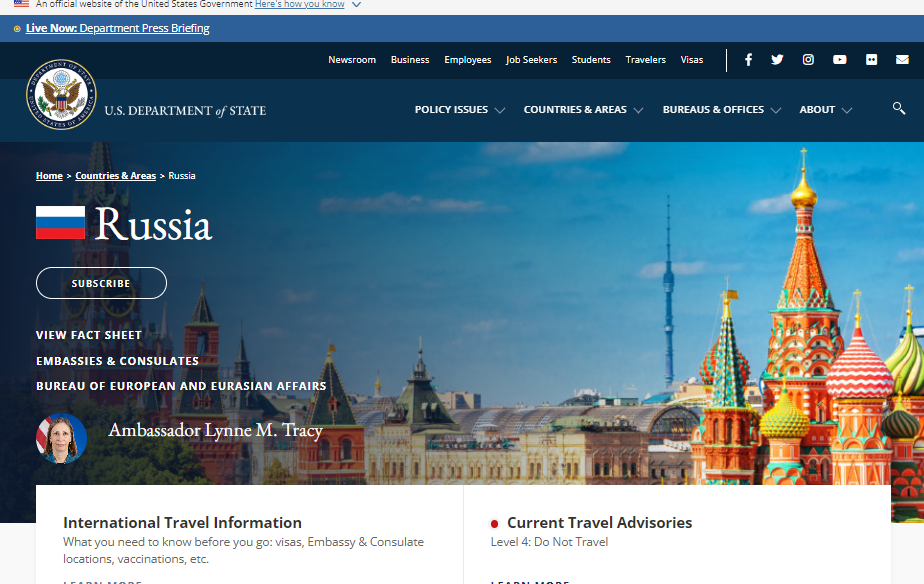 An official website of the United States Government Here's how you know
Live Now: Department Press Briefing
Newsroom Business Employees Job Seekers Students Travelers Visas
U.S. DEPARTMENT of STATE
POLICY ISSUES COUNTRIES & AREAS BUREAUS & OFFICES ABOUT
Home > Countries & Areas > Russia
Russia
SUBSCRIBE
VIEW FACT SHEET
EMBASSIES & CONSULATES
BUREAU OF EUROPEAN AND EURASIAN AFFAIRS
Ambassador Lynne M. Tracy
International Travel Information
What you need to know before you go: visas, Embassy & Consulate
locations, vaccinations, etc.
LEARN MORE
Current Travel Advisories
Level 4: Do Not Travel
LEARN MORE